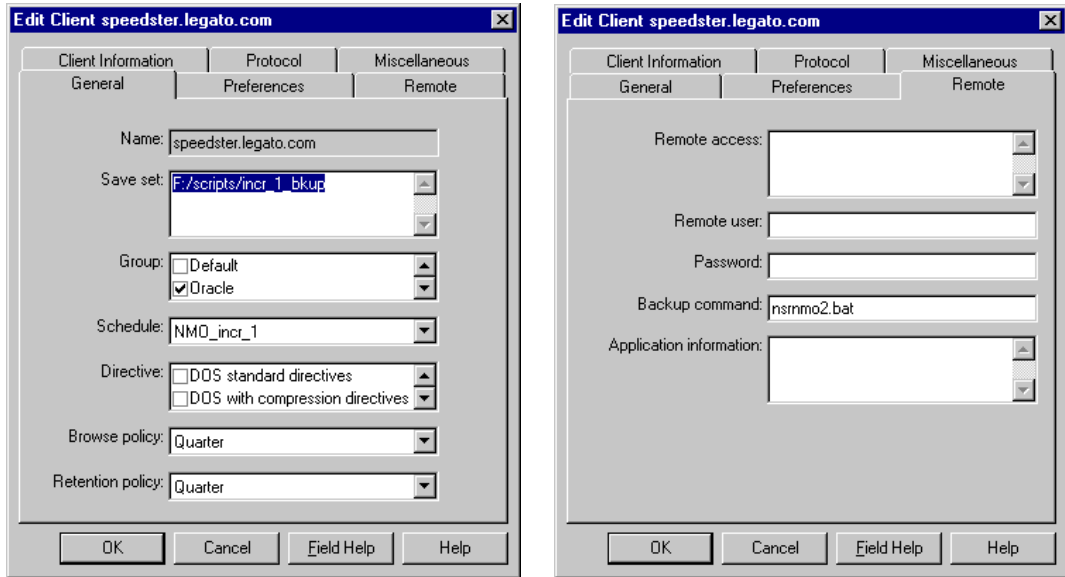 Edit Client speedster.legato.com
Client Information Protocol Miscellaneous
General Preferences Remote
Name: speedster.legato.com
Save set: F:/scripts/incr_1_bkup
Group: Default
Oracle
Schedule: NMO_incr_1
Directive: DOS standard directives
DOS with compression directives
Browse policy: Quarter
Retention policy: Quarter
OK Cancel Field Help Help
Edit Client speedster.legato.com
Client Information Protocol Miscellaneous
General Preferences Remote
Remote access:
Remote user:
Password:
Backup command: nsrnmo2.bat
Application information:
OK Cancel Field Help Help